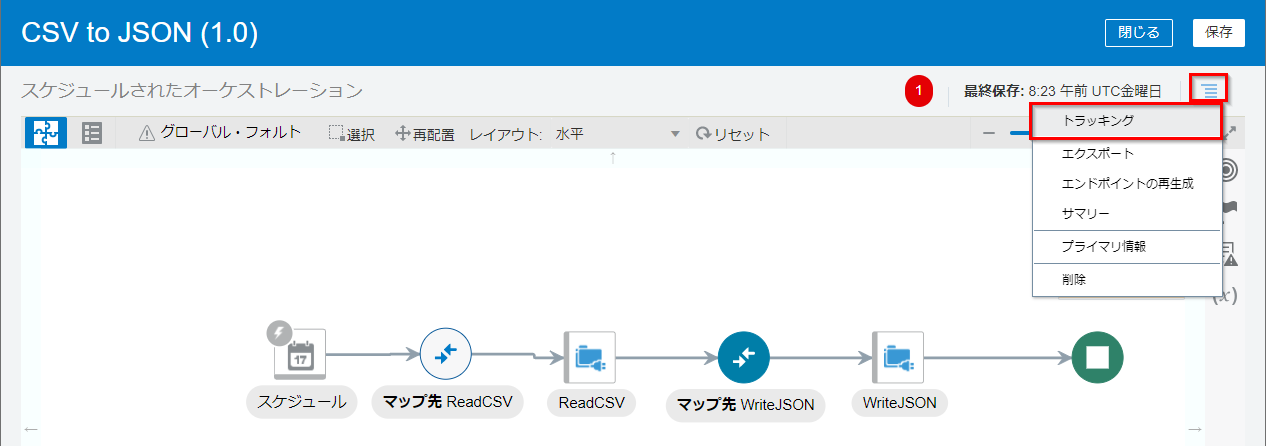 CSV to JSON (1.0)
閉じる
保存
スケジュールされたオーケストレーション
1
最終保存: 8:23 午前 UTC金曜日
グローバル・フォルト
選択
再配置
レイアウト:
水平
リセット
トラッキング
エクスポート
エンドポイントの再生成
サマリー
プライマリ情報
削除
(x)
17
スケジュール
マップ先 ReadCSV
ReadCSV
マップ先 WriteJSON
WriteJSON